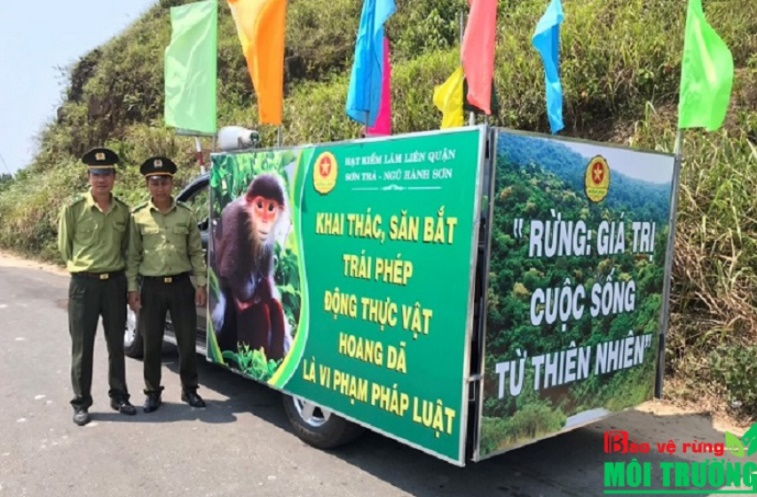 HẠT KIỂM LÂM LIÊN QUẬN
SƠN TRÀ - NGŨ HÀNH SƠN
KHAI THÁC, SĂN BẮT
TRÁI PHÉP
ĐỘNG THỰC VẬT
HOANG DÃ
LÀ VI PHẠM PHÁP LUẬT
"RỪNG: GIÁ TRỊ
CUỘC SỐNG
TỪ THIÊN NHIÊN"
Bảo vệ rừng
MÔI TRƯỜNG